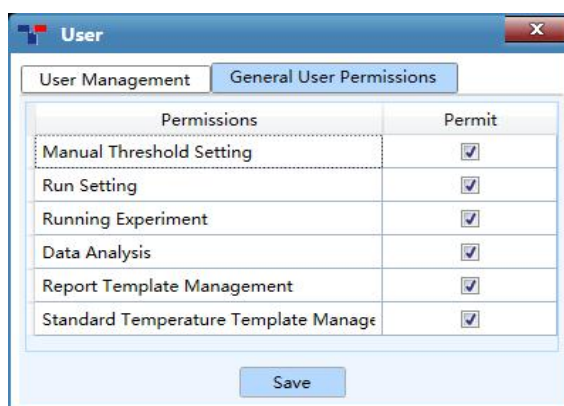 User
X
User Management
General User Permissions
Permissions Permit
Manual Threshold Setting
Run Setting
Running Experiment
Data Analysis
Report Template Management
Standard Temperature Template Manage
Save